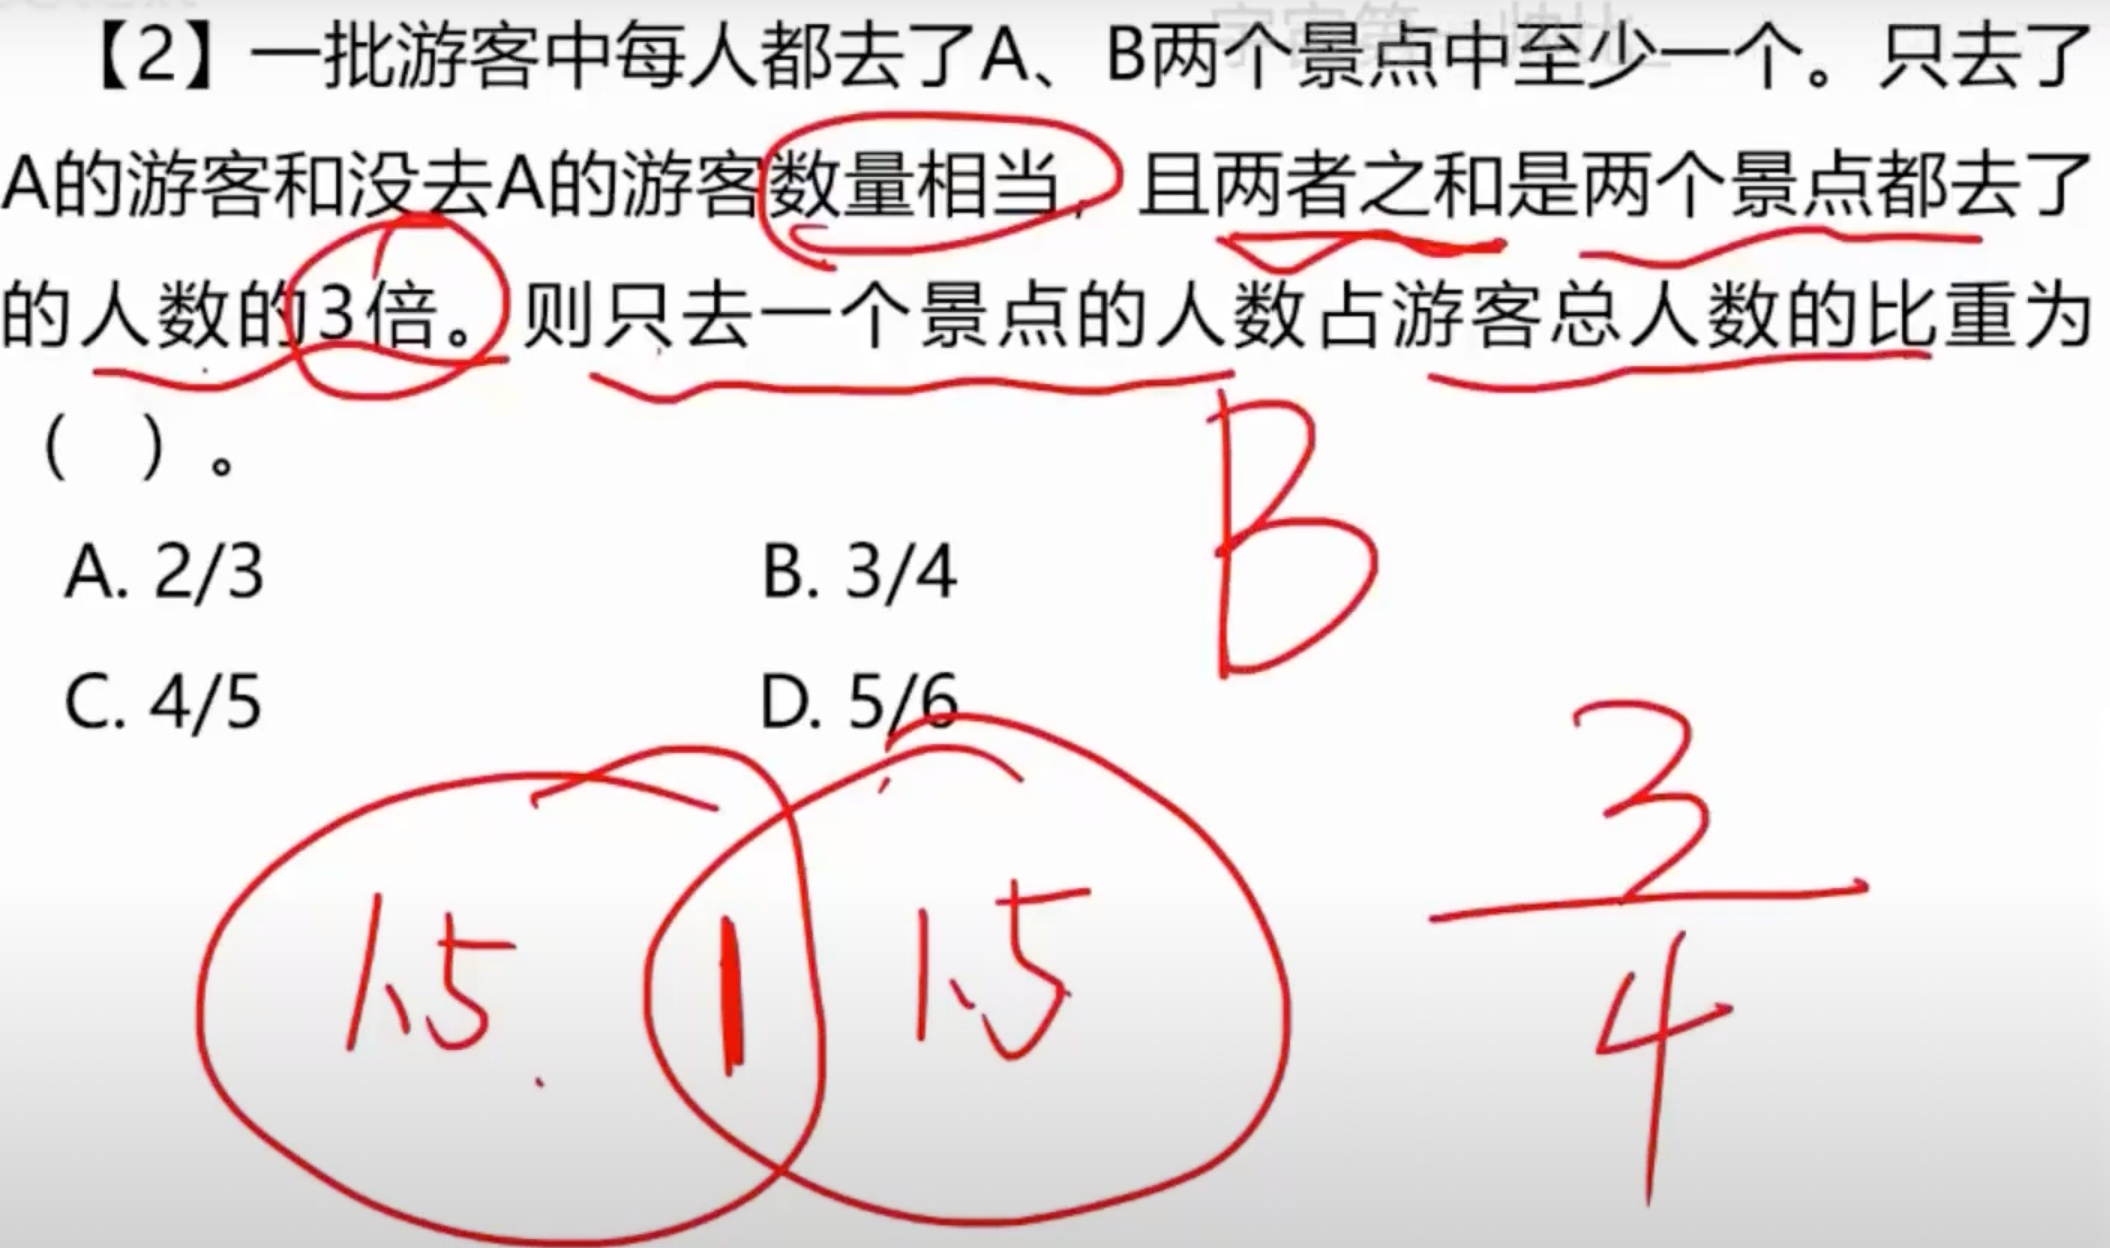 【2】一批游客中每人都去了A、B两个景点中至少一个。只去了
A的游客和没去A的游客数量相当，且两者之和是两个景点都去了
的人数的3倍。则只去一个景点的人数占游客总人数的比重为
（ ）。
B
A. 2/3 B. 3/4
C. 4/5 D. 5/6
1.5 1 1.5
3
4